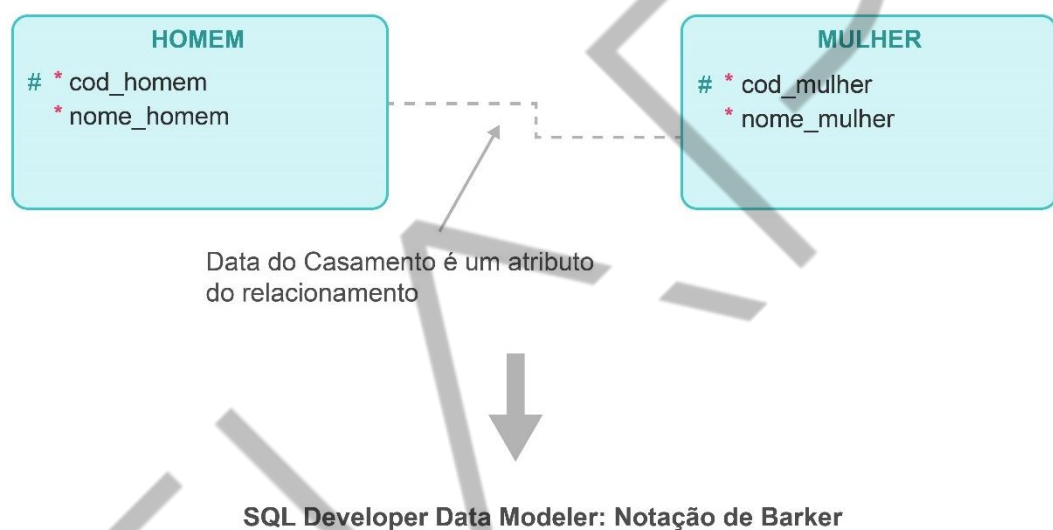 HOMEM
# * cod_homem
* nome_homem
MULHER
# * cod_mulher
* nome_mulher
Data do Casamento é um atributo
do relacionamento
SQL Developer Data Modeler: Notação de Barker